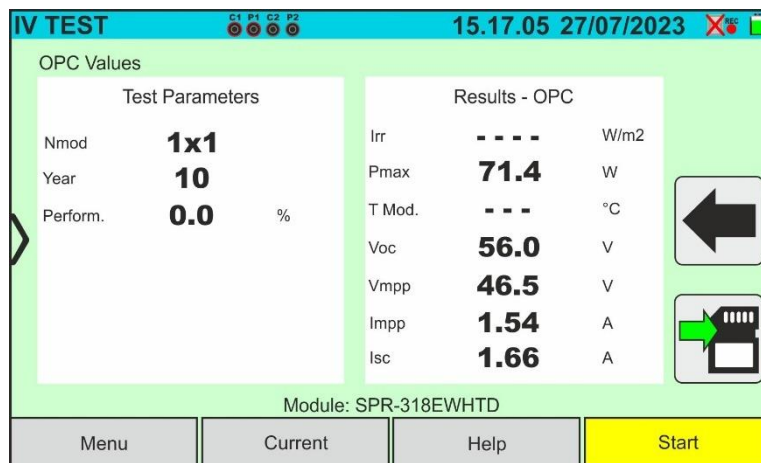 IV TEST C1 P1 C2 P2 15.17.05 27/07/2023 REC
OPC Values
Test Parameters
Nmod 1x1
Year 10
Perform. 0.0 %
Results - OPC
Irr - - - - W/m2
Pmax 71.4 W
T Mod. - - - °C
Voc 56.0 V
Vmpp 46.5 V
Impp 1.54 A
Isc 1.66 A
Module: SPR-318EWHTD
Menu Current Help Start